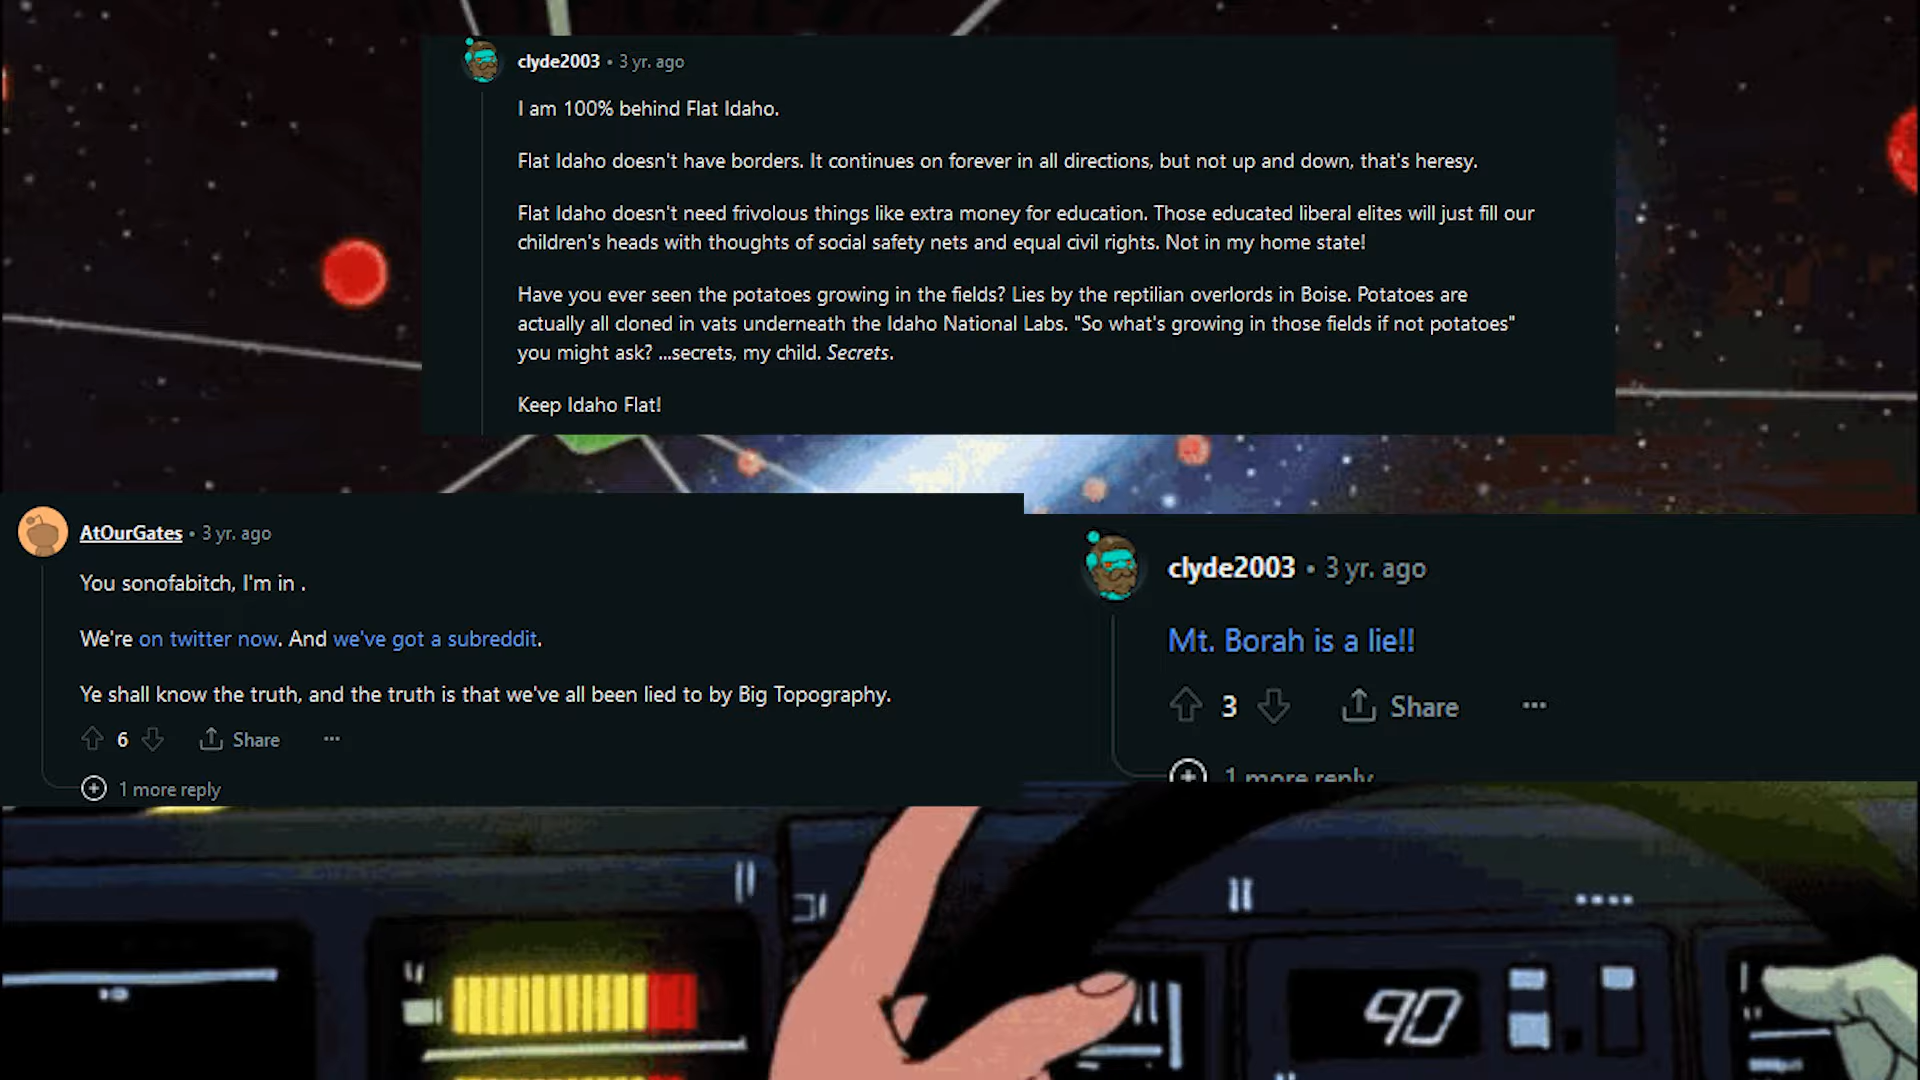 clyde2003 • 3 yr. ago
I am 100% behind Flat Idaho.
Flat Idaho doesn't have borders. It continues on forever in all directions, but not up and down, that's heresy.
Flat Idaho doesn't need frivolous things like extra money for education. Those educated liberal elites will just fill our
children's heads with thoughts of social safety nets and equal civil rights. Not in my home state!
Have you ever seen the potatoes growing in the fields? Lies by the reptilian overlords in Boise. Potatoes are
actually all cloned in vats underneath the Idaho National Labs. "So what's growing in those fields if not potatoes"
you might ask? ...secrets, my child. Secrets.
Keep Idaho Flat!
AtOurGates • 3 yr. ago
You sonofabitch, I'm in .
We're on twitter now. And we've got a subreddit.
Ye shall know the truth, and the truth is that we've all been lied to by Big Topography.
6 Share ...
1 more reply
clyde2003 • 3 yr. ago
Mt. Borah is a lie!!
3 Share ...
1 more reply
90